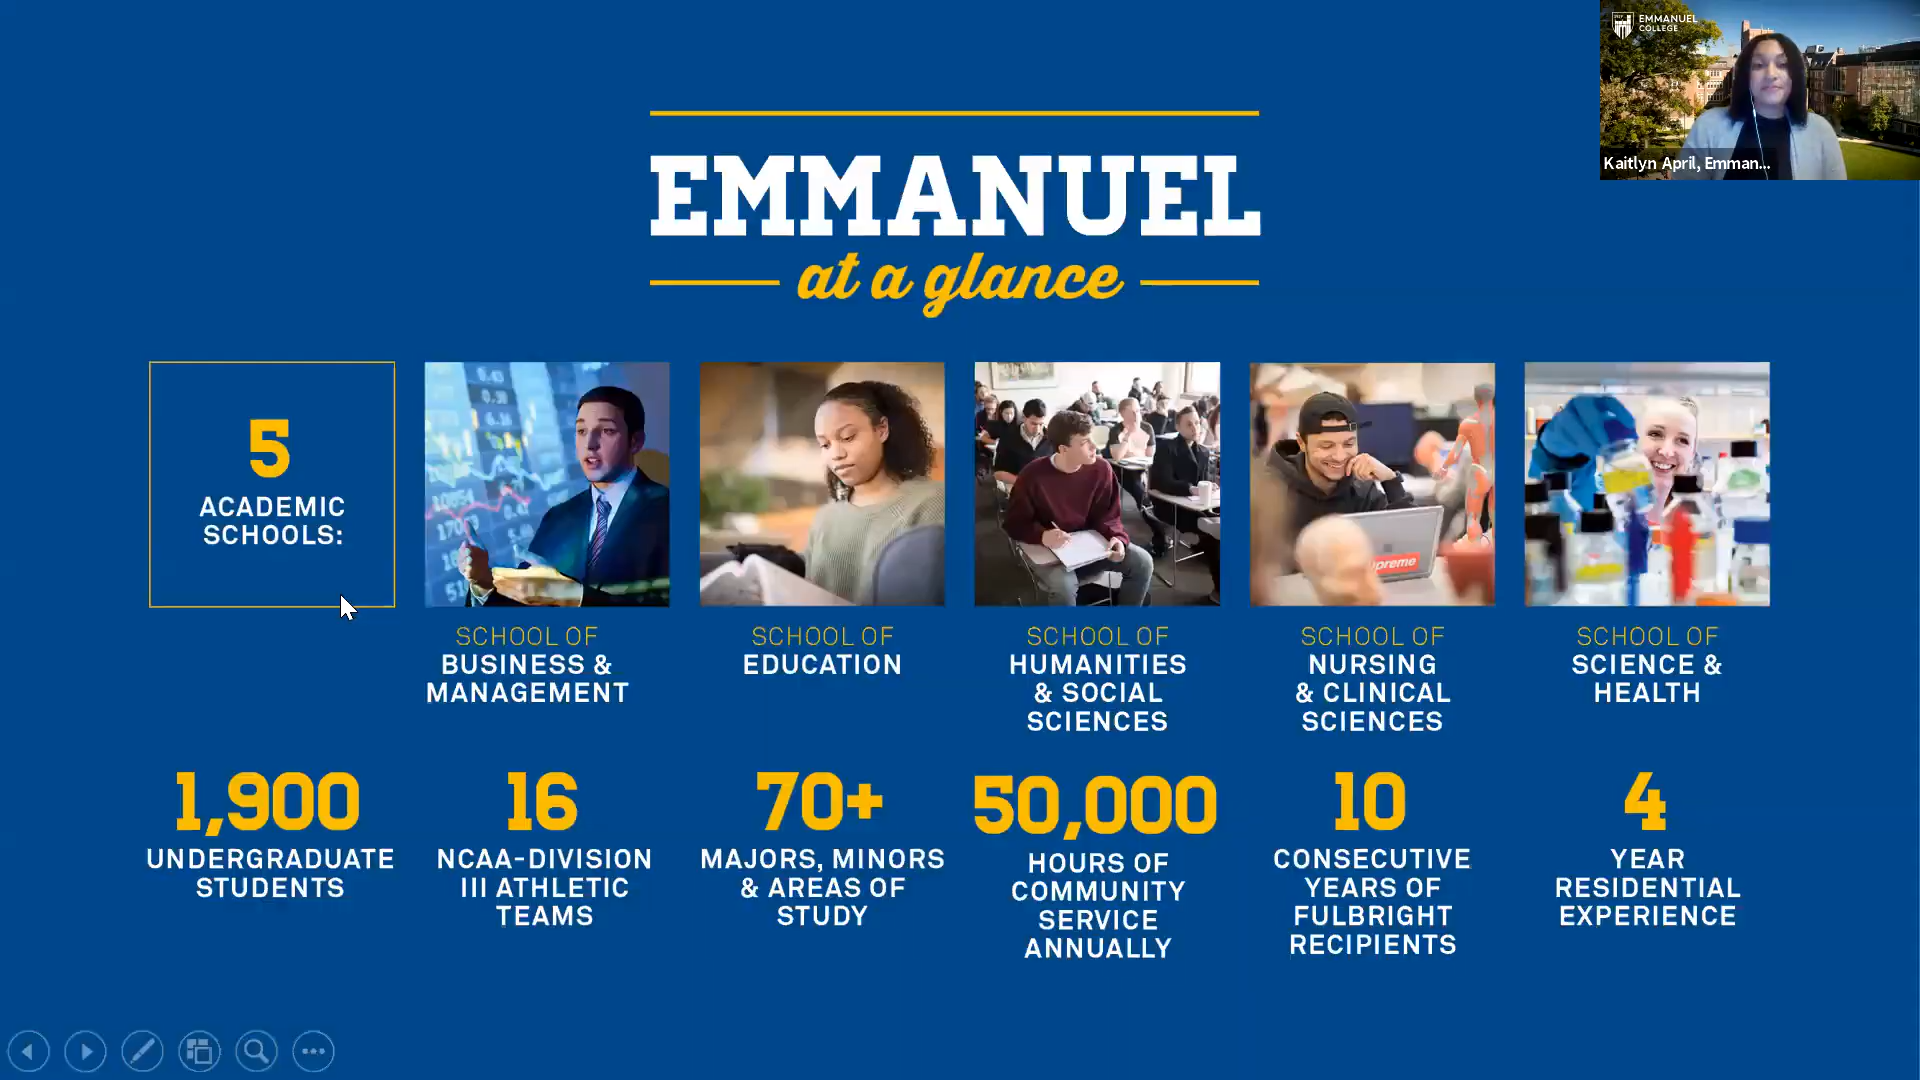 EMMANUEL
COLLEGE
Kaitlyn April, Emman...
EMMANUEL
at a glance
5
ACADEMIC
SCHOOLS:
SCHOOL OF
BUSINESS &
MANAGEMENT
SCHOOL OF
EDUCATION
SCHOOL OF
HUMANITIES
& SOCIAL
SCIENCES
SCHOOL OF
NURSING
& CLINICAL
SCIENCES
SCHOOL OF
SCIENCE &
HEALTH
preme
1,900
UNDERGRADUATE
STUDENTS
16
NCAA-DIVISION
III ATHLETIC
TEAMS
70+
MAJORS, MINORS
& AREAS OF
STUDY
50,000
HOURS OF
COMMUNITY
SERVICE
ANNUALLY
10
CONSECUTIVE
YEARS OF
FULBRIGHT
RECIPIENTS
4
YEAR
RESIDENTIAL
EXPERIENCE